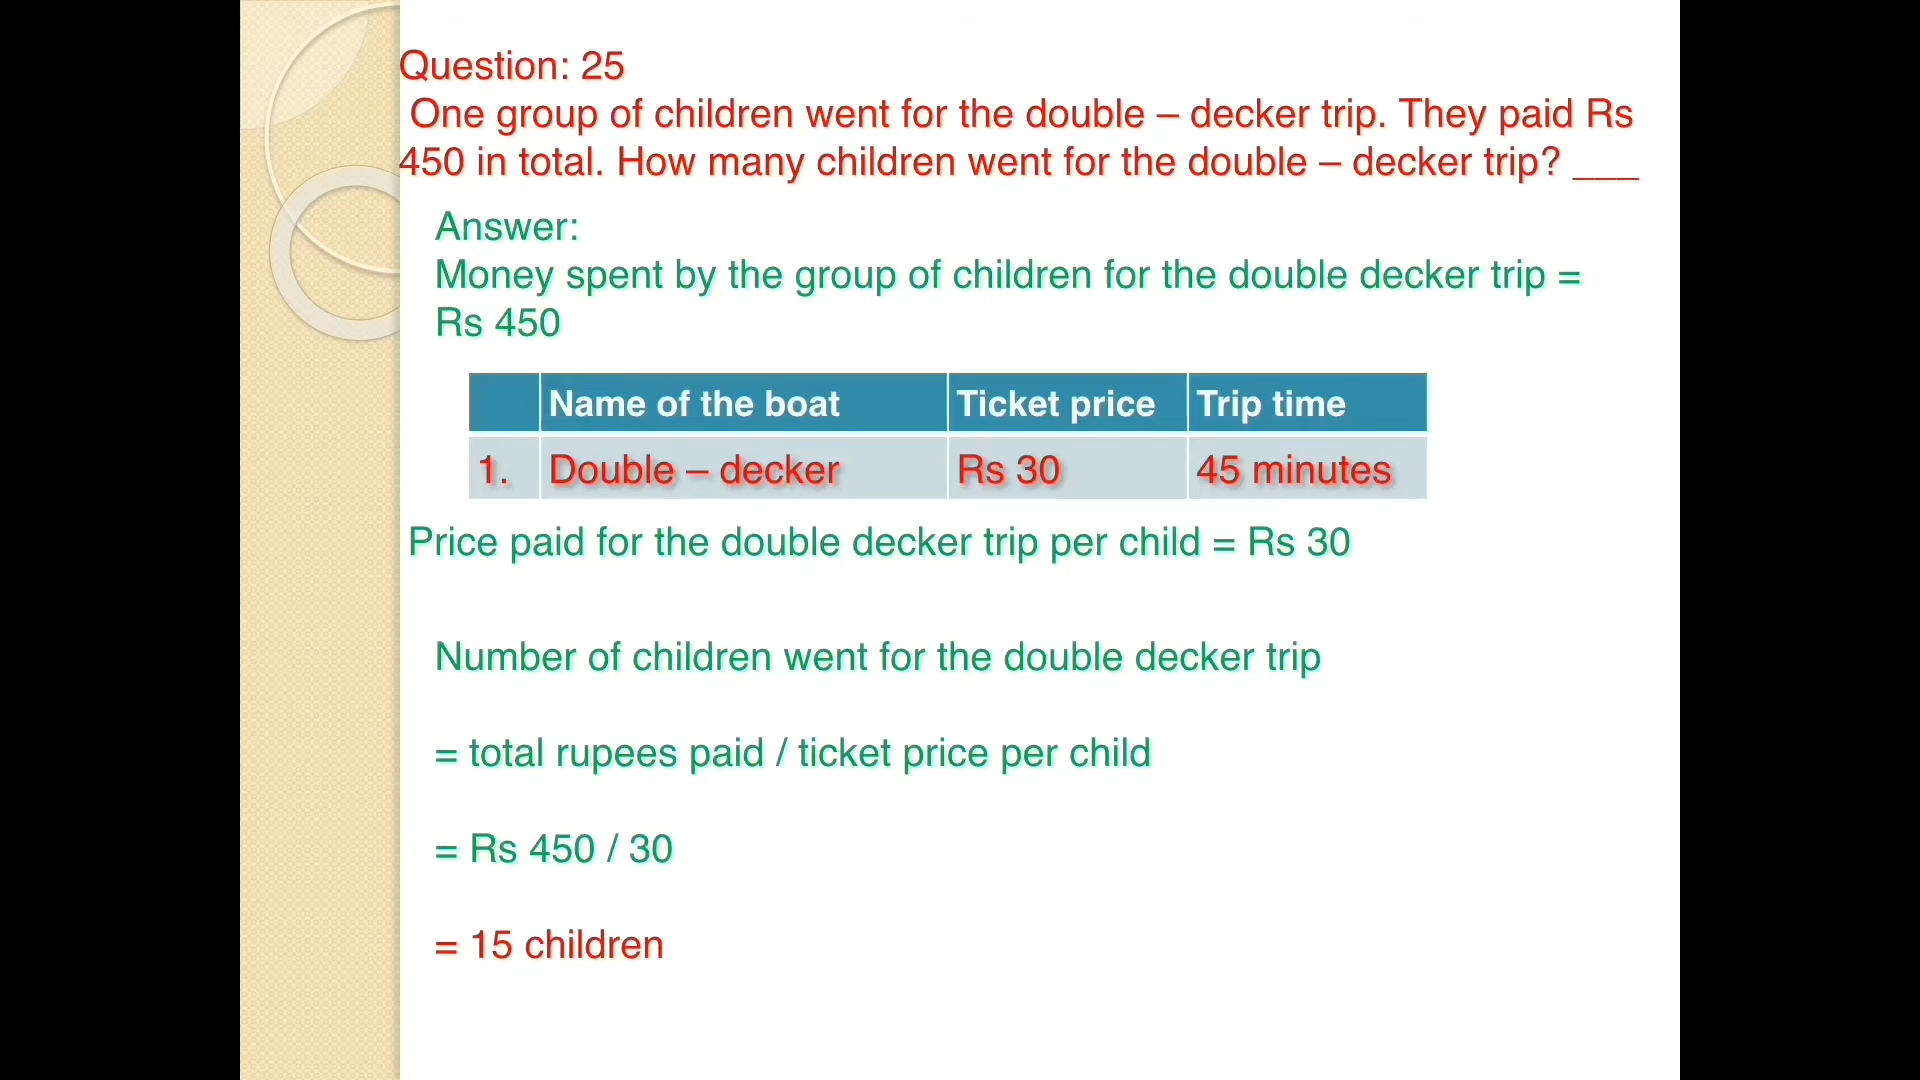 Question: 25
One group of children went for the double – decker trip. They paid Rs
450 in total. How many children went for the double – decker trip? ___
Answer:
Money spent by the group of children for the double decker trip =
Rs 450
Name of the boat Ticket price Trip time
1. Double – decker Rs 30 45 minutes
Price paid for the double decker trip per child = Rs 30
Number of children went for the double decker trip
= total rupees paid / ticket price per child
= Rs 450 / 30
= 15 children